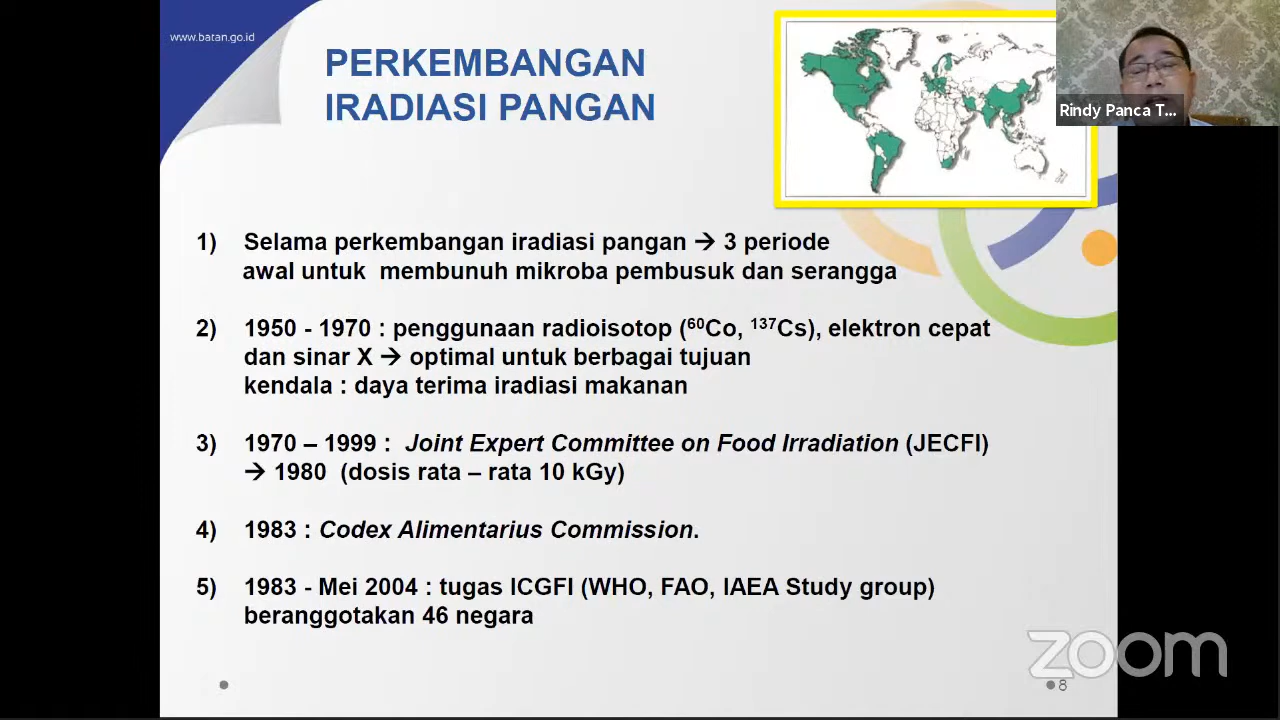 www.batan.go.id
PERKEMBANGAN
IRADIASI PANGAN
Rindy Panca T...
1) Selama perkembangan iradiasi pangan → 3 periode
awal untuk membunuh mikroba pembusuk dan serangga
2) 1950 - 1970 : penggunaan radioisotop (⁶⁰Co, ¹³⁷Cs), elektron cepat
dan sinar X → optimal untuk berbagai tujuan
kendala : daya terima iradiasi makanan
3) 1970 – 1999 : Joint Expert Committee on Food Irradiation (JECFI)
→ 1980 (dosis rata – rata 10 kGy)
4) 1983 : Codex Alimentarius Commission.
5) 1983 - Mei 2004 : tugas ICGFI (WHO, FAO, IAEA Study group)
beranggotakan 46 negara
zoom
8